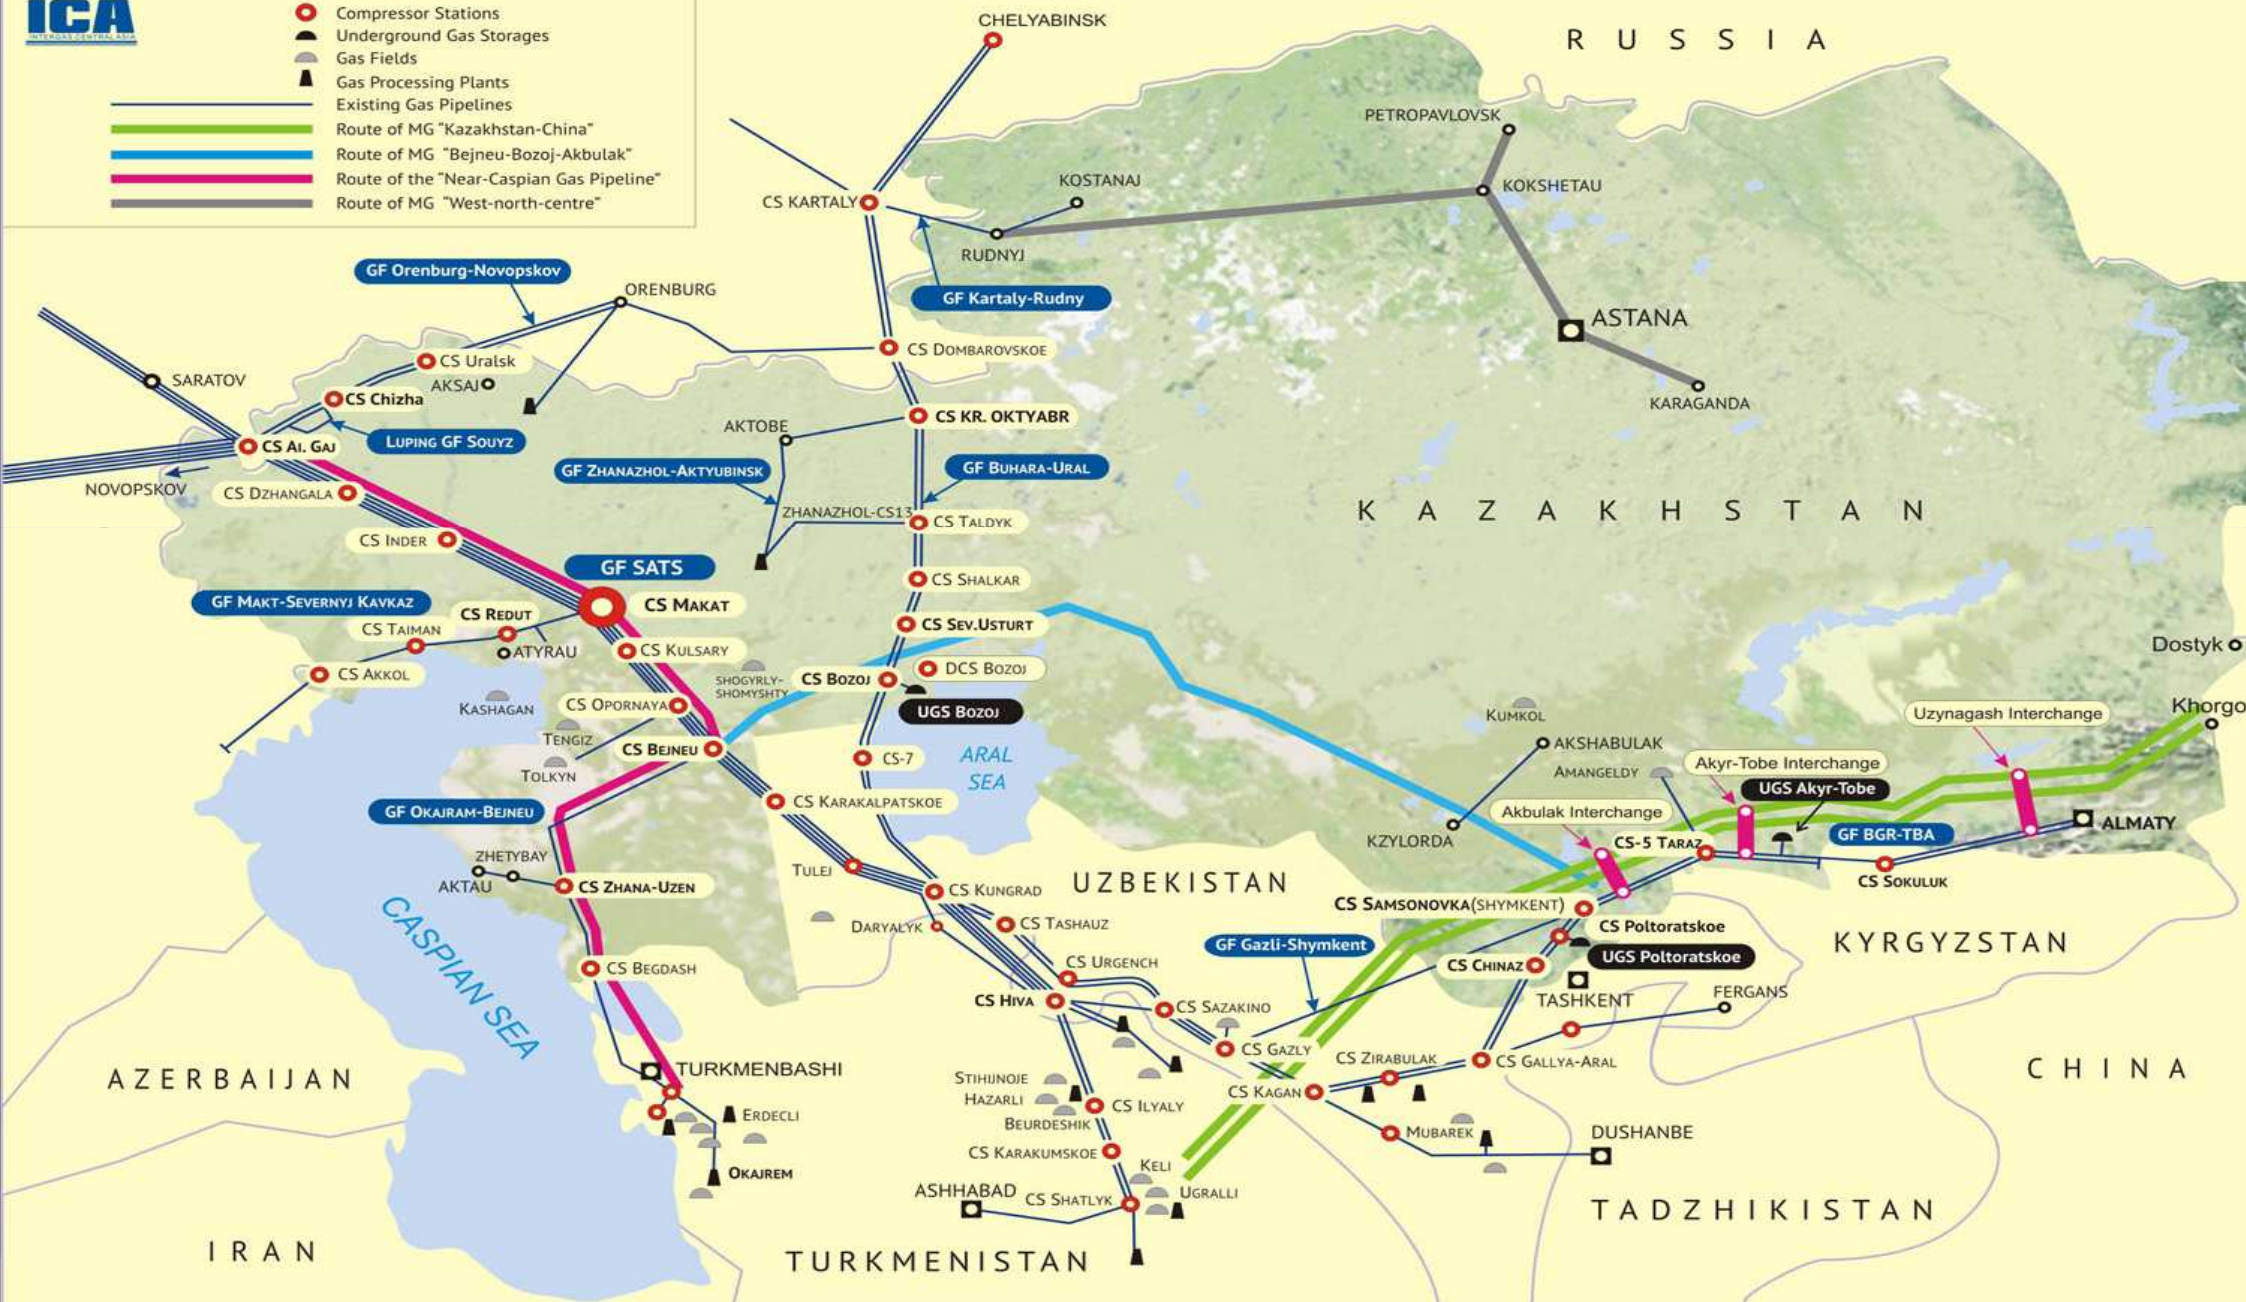 ICA
INTERGAS CENTRAL ASIA
Compressor Stations
Underground Gas Storages
Gas Fields
Gas Processing Plants
Existing Gas Pipelines
Route of MG "Kazakhstan-China"
Route of MG "Bejneu-Bozoj-Akbulak"
Route of the "Near-Caspian Gas Pipeline"
Route of MG "West-north-centre"
CHELYABINSK
RUSSIA
PETROPAVLOVSK
KOSTANAJ
KOKSHETAU
CS KARTALY
RUDNYJ
GF Orenburg-Novopskov
ORENBURG
GF Kartaly-Rudny
ASTANA
CS DOMBAROVSKOE
CS Uralsk
SARATOV
AKSAJ
CS Chizha
KARAGANDA
CS KR. OKTYABR
AKTOBE
LUPING GF SOUYZ
CS AI. GAJ
GF ZHANAZHOL-AKTYUBINSK
GF BUHARA-URAL
NOVOPSKOV
CS DZHANGALA
ZHANAZHOL-CS13
CS TALDYK
KAZAKHSTAN
CS INDER
GF SATS
CS SHALKAR
GF MAKT-SEVERNYJ KAVKAZ
CS MAKAT
CS REDUT
CS SEV.USTURT
CS TAIMAN
ATYRAU
CS KULSARY
Dostyk
CS AKKOL
SHOGYRLY-
SHOMYSHTY
CS BOZOJ
DCS BOZOJ
KASHAGAN
CS OPORNAYA
UGS BOZOJ
KUMKOL
Uzynagash Interchange
Khorgo
TENGIZ
CS BEJNEU
CS-7
ARAL
SEA
AKSHABULAK
Akyr-Tobe Interchange
TOLKYN
AMANGELDY
UGS Akyr-Tobe
CS KARAKALPATSKOE
GF OKAJRAM-BEJNEU
Akbulak Interchange
ALMATY
GF BGR-TBA
KZYLORDA
CS-5 TARAZ
ZHETYBAY
TULEJ
AKTAU
CS ZHANA-UZEN
CS KUNGRAD
UZBEKISTAN
CS SOKULUK
CS SAMSONOVKA(SHYMKENT)
CASPIAN SEA
DARYALYK
CS TASHAUZ
CS Poltoratskoe
GF Gazli-Shymkent
KYRGYZSTAN
UGS Poltoratskoe
CS URGENCH
CS CHINAZ
CS BEGDASH
CS HIVA
CS SAZAKINO
TASHKENT
FERGANS
CS GAZLY
CS ZIRABULAK
CS GALLYA-ARAL
TURKMENBASHI
CHINA
AZERBAIJAN
STIHIJNOJE
HAZARLI
CS KAGAN
CS ILYALY
ERDECLI
BEURDESHIK
MUBAREK
DUSHANBE
CS KARAKUMSKOE
KELI
OKAJREM
ASHHABAD
CS SHATLYK
UGRALLI
TADZHIKISTAN
IRAN
TURKMENISTAN